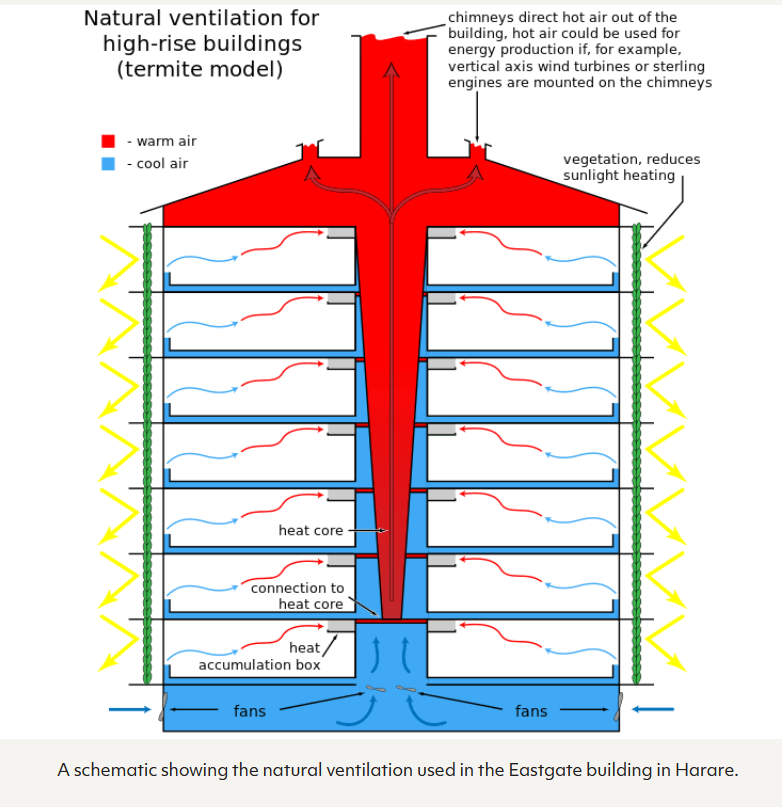 Natural ventilation for
high-rise buildings
(termite model)
chimneys direct hot air out of the
building, hot air could be used for
energy production if, for example,
vertical axis wind turbines or sterling
engines are mounted on the chimneys
- warm air
- cool air
vegetation, reduces
sunlight heating
heat core
connection to
heat core
heat
accumulation box
fans
fans
A schematic showing the natural ventilation used in the Eastgate building in Harare.